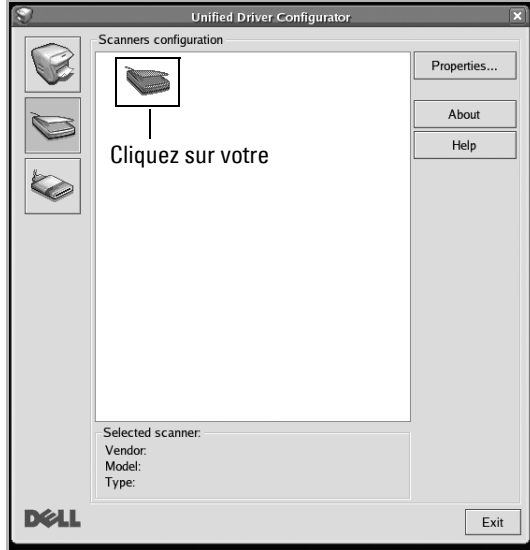 Unified Driver Configurator
Scanners configuration
Properties...
About
Help
Cliquez sur votre
Selected scanner:
Vendor:
Model:
Type:
DELL
Exit